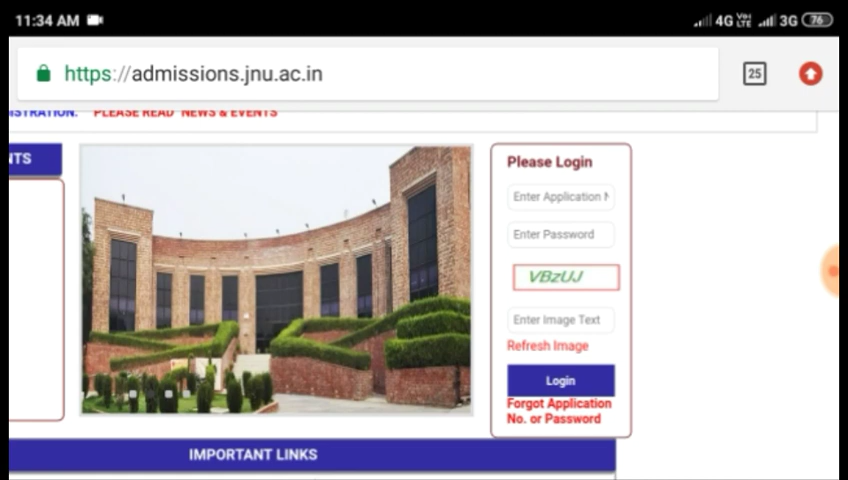 11:34 AM
4G VoLTE 3G 76
https://admissions.jnu.ac.in
25
ISTRATION. PLEASE READ NEWS & EVENTS
NTS
Please Login
Enter Application N
Enter Password
VBzUJ
Enter Image Text
Refresh Image
Login
Forgot Application
No. or Password
IMPORTANT LINKS